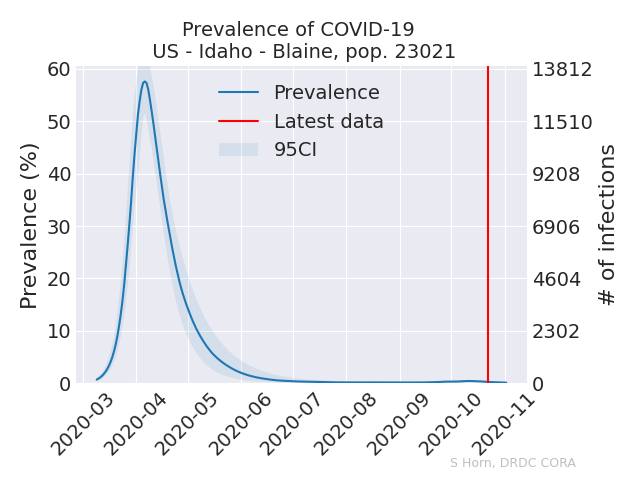 Prevalence of COVID-19
US - Idaho - Blaine, pop. 23021
Prevalence (%)
60
50
40
30
20
10
0
Prevalence
Latest data
95CI
13812
11510
9208
6906
4604
2302
0
# of infections
2020-03
2020-04
2020-05
2020-06
2020-07
2020-08
2020-09
2020-10
2020-11
S Horn, DRDC CORA